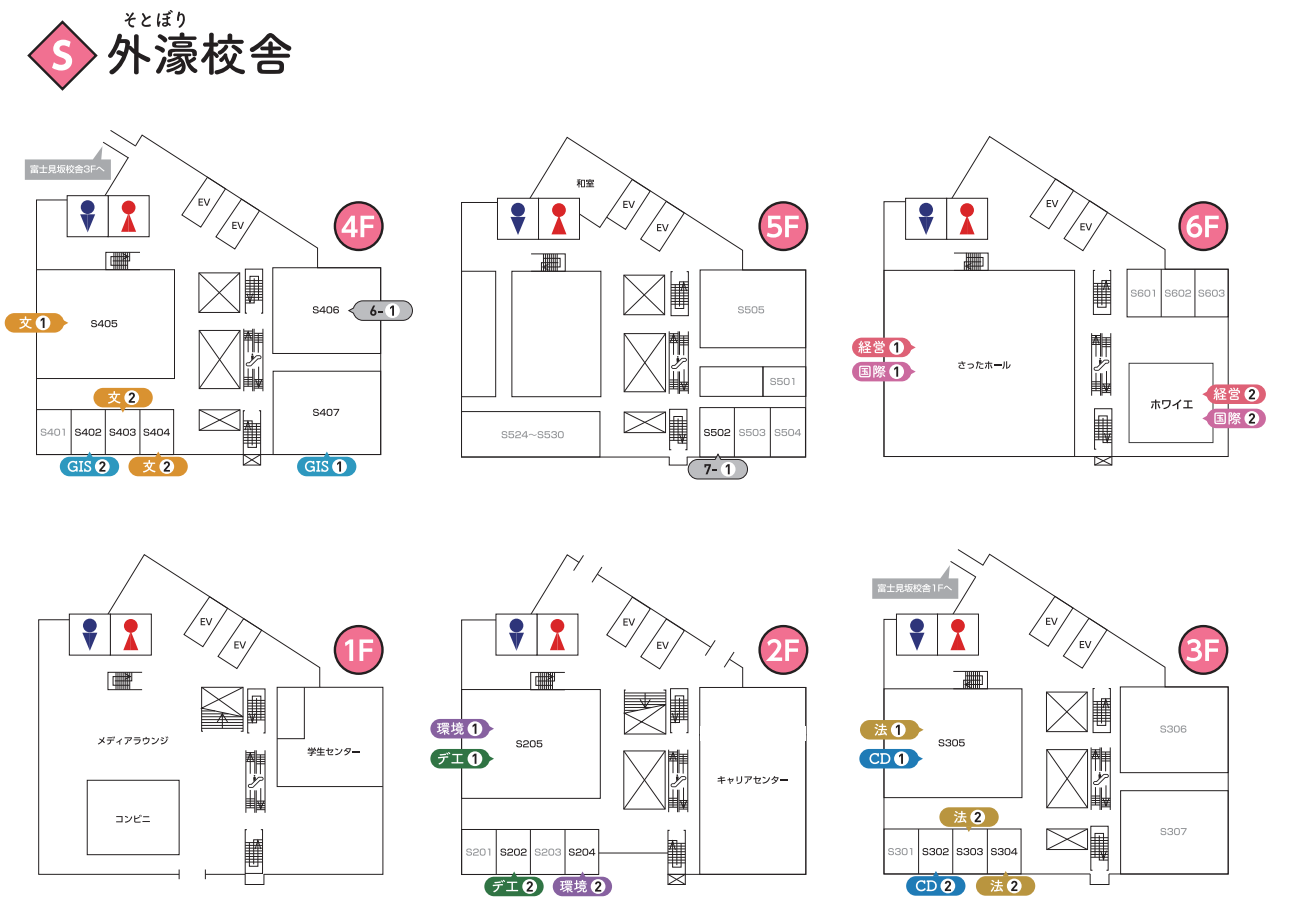 そとぼり
S 外濠校舎
富士見坂校舎3Fへ
EV
EV
4F
S405
文 1
S406
6- 1
S407
文 2
S401
S402
S403
S404
GIS 2
文 2
GIS 1
和室
EV
EV
5F
S505
S501
S524〜S530
S502
S503
S504
7- 1
EV
EV
6F
S601
S602
S603
経営 1
国際 1
さったホール
ホワイエ
経営 2
国際 2
EV
EV
1F
メディアラウンジ
学生センター
コンビニ
EV
EV
2F
環境 1
デエ 1
S205
キャリアセンター
S201
S202
S203
S204
デエ 2
環境 2
富士見坂校舎1Fへ
EV
EV
3F
法 1
CD 1
S305
S306
S307
法 2
S301
S302
S303
S304
CD 2
法 2